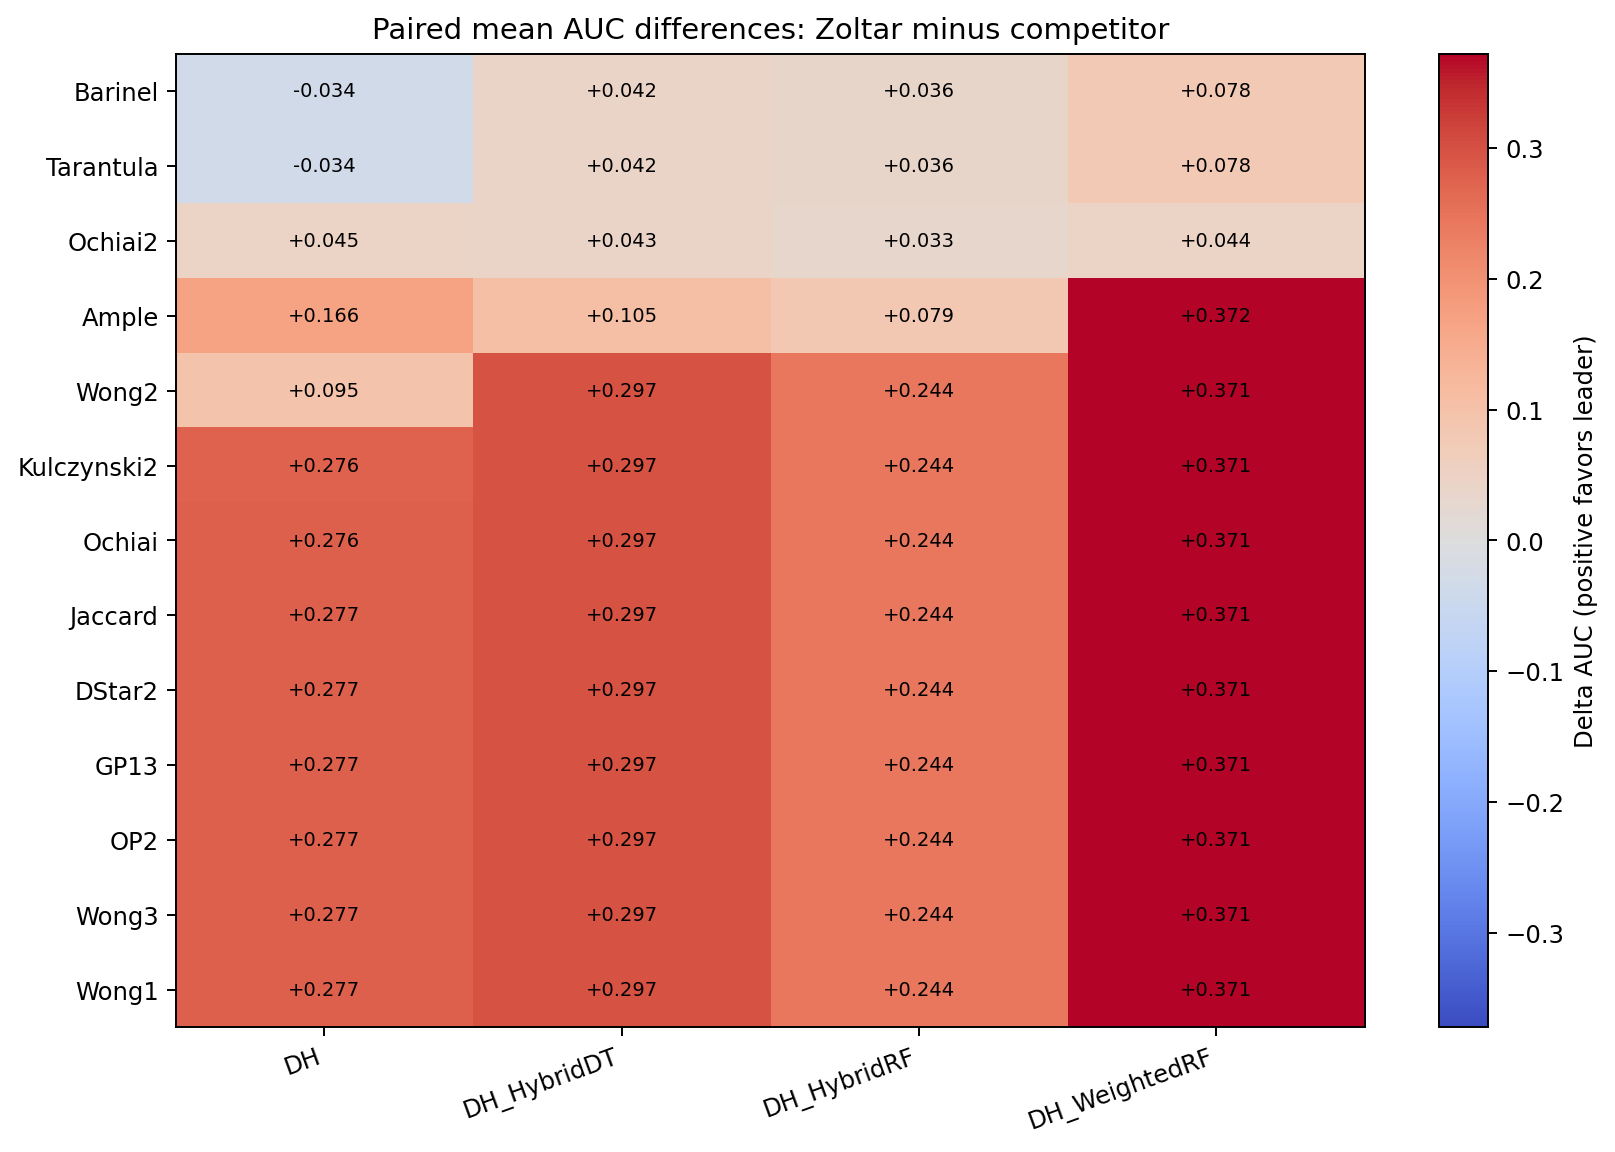 Paired mean AUC differences: Zoltar minus competitor
Barinel -0.034 +0.042 +0.036 +0.078
Tarantula -0.034 +0.042 +0.036 +0.078
Ochiai2 +0.045 +0.043 +0.033 +0.044
Ample +0.166 +0.105 +0.079 +0.372
Wong2 +0.095 +0.297 +0.244 +0.371
Kulczynski2 +0.276 +0.297 +0.244 +0.371
Ochiai +0.276 +0.297 +0.244 +0.371
Jaccard +0.277 +0.297 +0.244 +0.371
DStar2 +0.277 +0.297 +0.244 +0.371
GP13 +0.277 +0.297 +0.244 +0.371
OP2 +0.277 +0.297 +0.244 +0.371
Wong3 +0.277 +0.297 +0.244 +0.371
Wong1 +0.277 +0.297 +0.244 +0.371
DH DH_HybridDT DH_HybridRF DH_WeightedRF
0.3
0.2
0.1
0.0
−0.1
−0.2
−0.3
Delta AUC (positive favors leader)